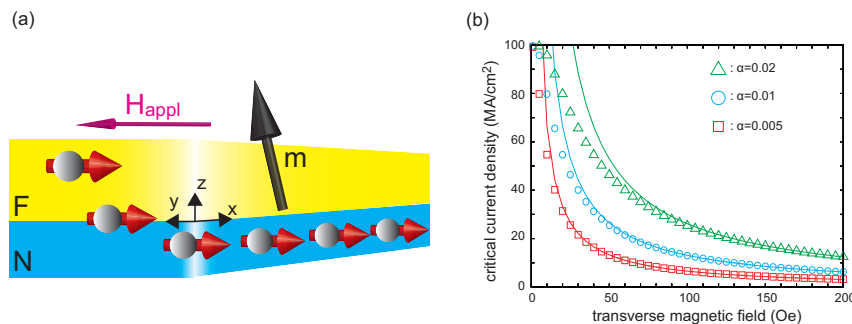 (a)
H_appl
m
z
y
x
F
N
(b)
critical current density (MA/cm²)
100
80
60
40
20
0
0
50
100
150
200
transverse magnetic field (Oe)
: α=0.02
: α=0.01
: α=0.005